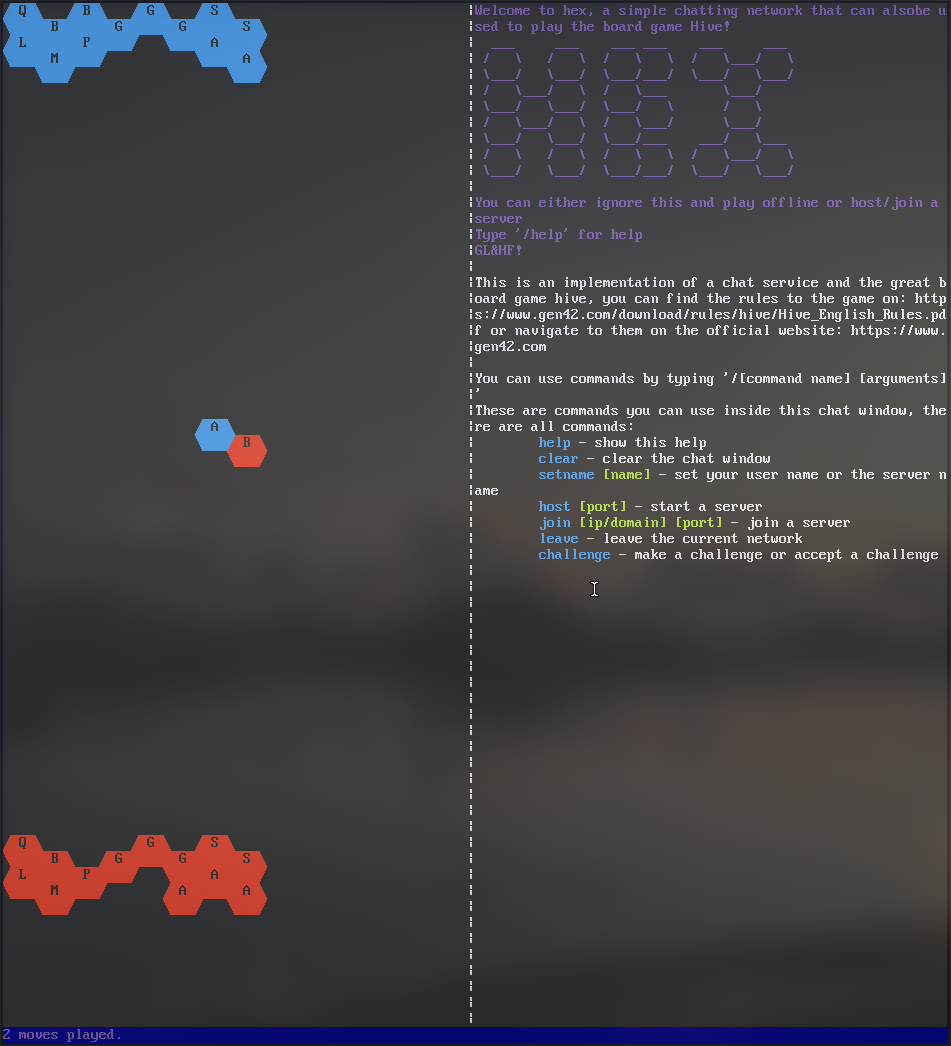 Q B G S
B G S
L P G A
M A
A
B
Q G S
B G G S
L P A
M A A
2 moves played.
Welcome to hex, a simple chatting network that can alsobe u
sed to play the board game Hive!
You can either ignore this and play offline or host/join a
server
Type '/help' for help
GL&HF!
This is an implementation of a chat service and the great b
oard game hive, you can find the rules to the game on: http
s://www.gen42.com/download/rules/hive/Hive_English_Rules.pd
f or navigate to them on the official website: https://www.
gen42.com
You can use commands by typing '/[command name] [arguments]
'
These are commands you can use inside this chat window, the
re are all commands:
help – show this help
clear – clear the chat window
setname [name] – set your user name or the server n
ame
host [port] – start a server
join [ip/domain] [port] – join a server
leave – leave the current network
challenge – make a challenge or accept a challenge